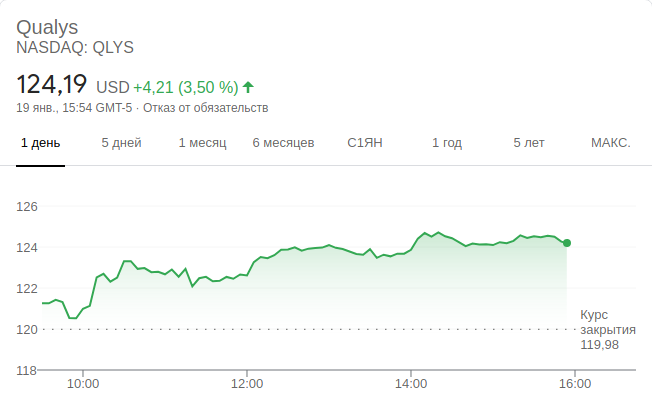 Qualys
NASDAQ: QLYS
124,19 USD +4,21 (3,50 %)
19 янв., 15:54 GMT-5 · Отказ от обязательств
1 день 5 дней 1 месяц 6 месяцев С1ЯН 1 год 5 лет МАКС.
126
124
122
120
118
Курс
закрытия
119,98
10:00 12:00 14:00 16:00